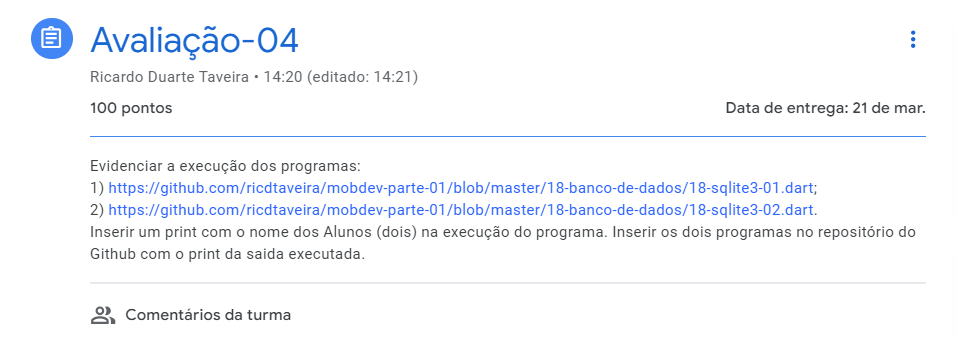 Avaliação-04
Ricardo Duarte Taveira • 14:20 (editado: 14:21)
100 pontos
Data de entrega: 21 de mar.
Evidenciar a execução dos programas:
1) https://github.com/ricdtaveira/mobdev-parte-01/blob/master/18-banco-de-dados/18-sqlite3-01.dart;
2) https://github.com/ricdtaveira/mobdev-parte-01/blob/master/18-banco-de-dados/18-sqlite3-02.dart.
Inserir um print com o nome dos Alunos (dois) na execução do programa. Inserir os dois programas no repositório do
Github com o print da saida executada.
Comentários da turma